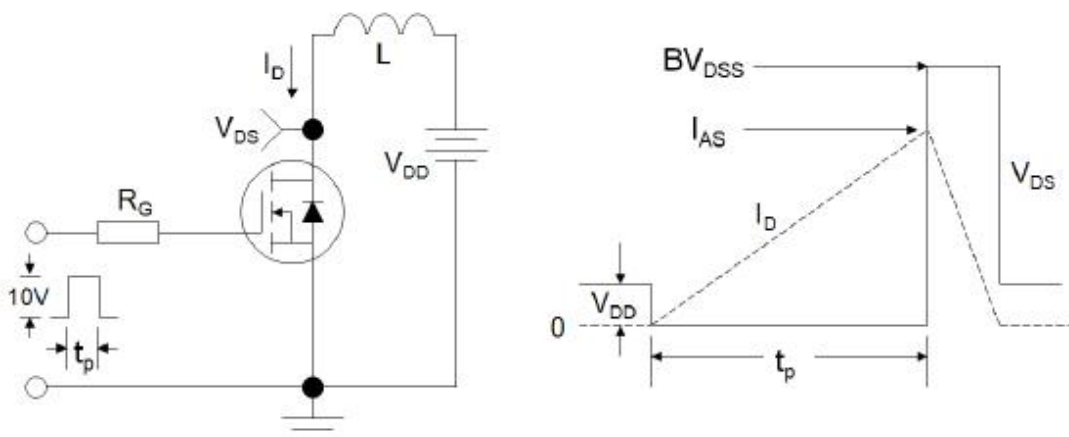 L
I_D
V_DS
V_DD
R_G
10V
t_p
BV_DSS
I_AS
V_DS
I_D
V_DD
0
t_p